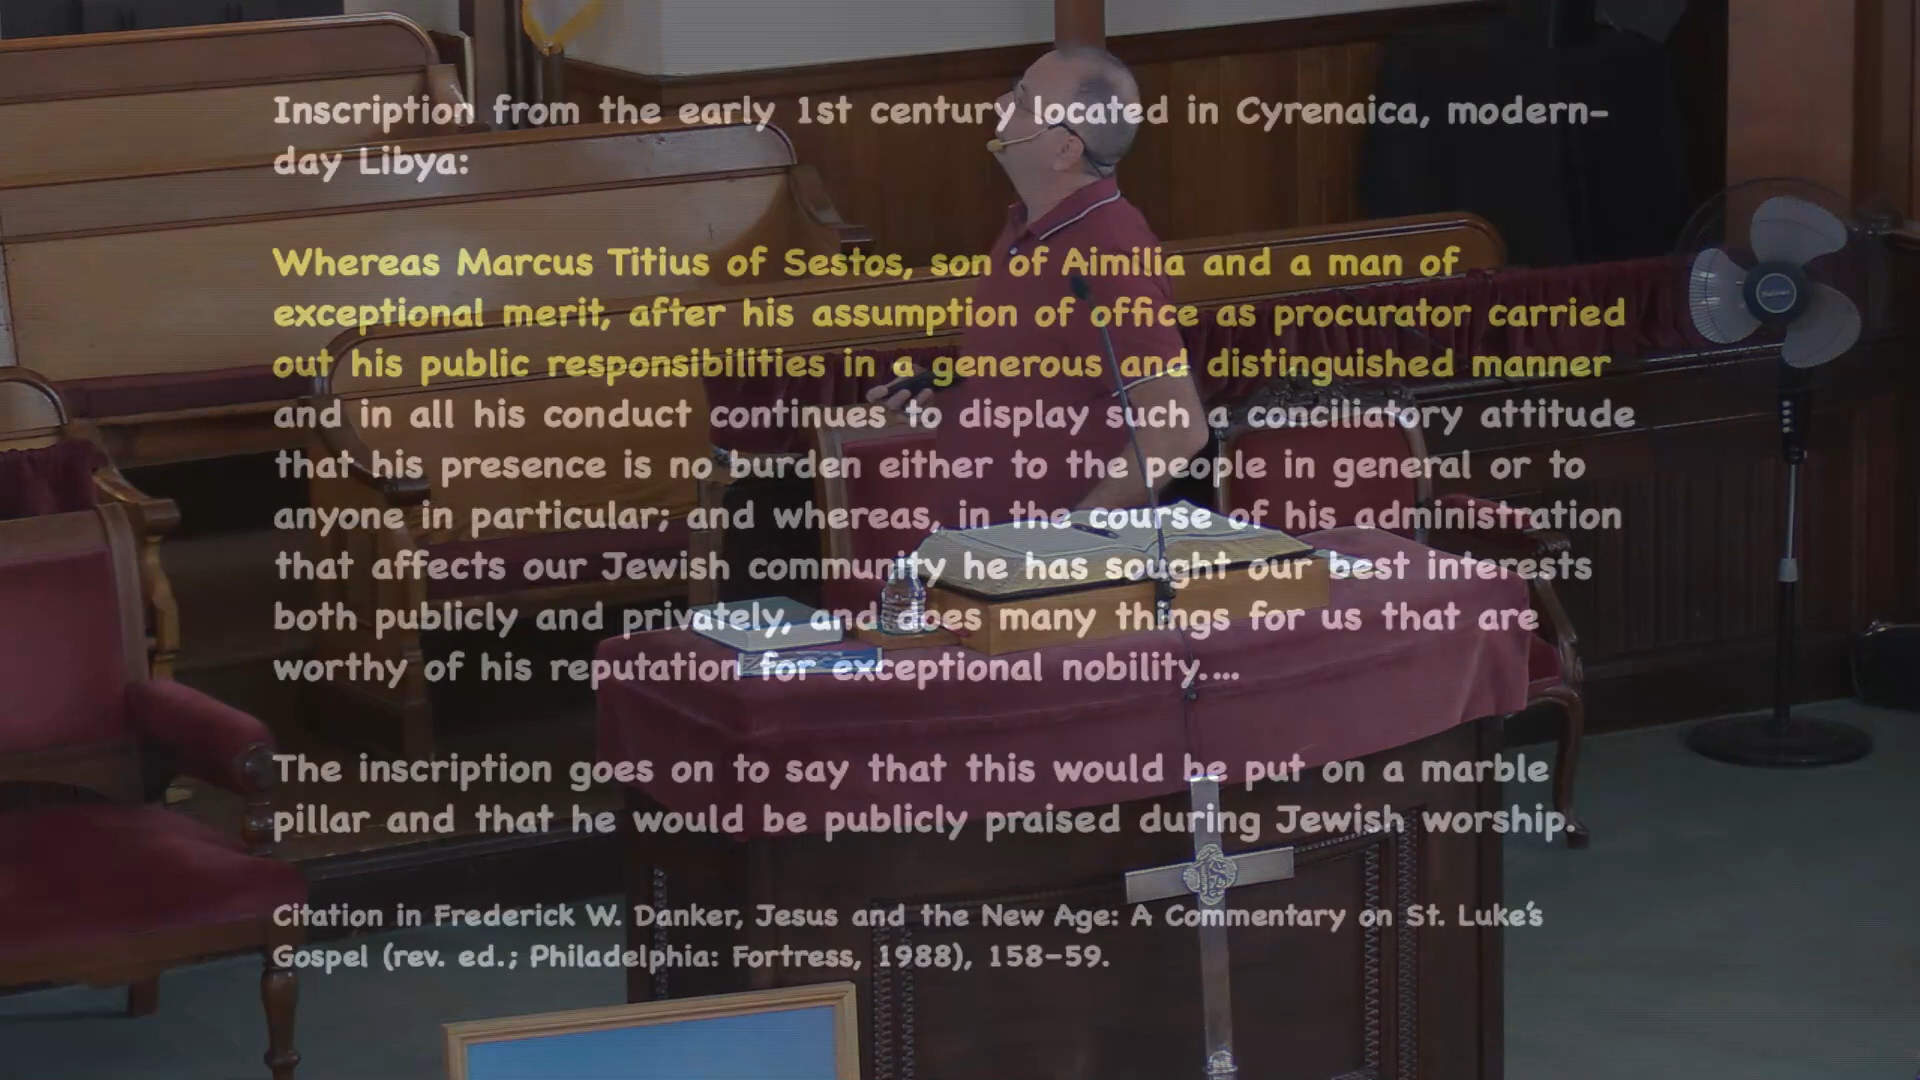 Inscription from the early 1st century located in Cyrenaica, modern-
day Libya:
Whereas Marcus Titius of Sestos, son of Aimilia and a man of
exceptional merit, after his assumption of office as procurator carried
out his public responsibilities in a generous and distinguished manner
and in all his conduct continues to display such a conciliatory attitude
that his presence is no burden either to the people in general or to
anyone in particular; and whereas, in the course of his administration
that affects our Jewish community he has sought our best interests
both publicly and privately, and does many things for us that are
worthy of his reputation for exceptional nobility....
The inscription goes on to say that this would be put on a marble
pillar and that he would be publicly praised during Jewish worship.
Citation in Frederick W. Danker, Jesus and the New Age: A Commentary on St. Luke's
Gospel (rev. ed.; Philadelphia: Fortress, 1988), 158-59.